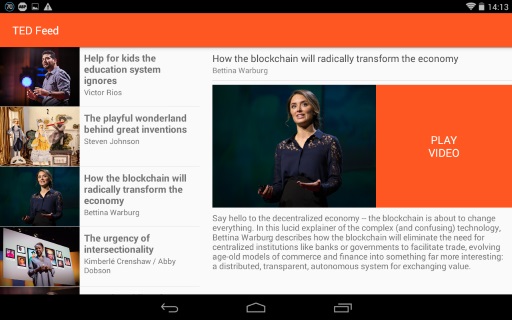 14:13
TED Feed
Help for kids the
education system
ignores
Victor Rios
The playful wonderland
behind great inventions
Steven Johnson
How the blockchain will
radically transform the
economy
Bettina Warburg
The urgency of
intersectionality
Kimberlé Crenshaw / Abby
Dobson
How the blockchain will radically transform the economy
Bettina Warburg
PLAY
VIDEO
Say hello to the decentralized economy -- the blockchain is about to change
everything. In this lucid explainer of the complex (and confusing) technology,
Bettina Warburg describes how the blockchain will eliminate the need for
centralized institutions like banks or governments to facilitate trade, evolving
age-old models of commerce and finance into something far more interesting:
a distributed, transparent, autonomous system for exchanging value.